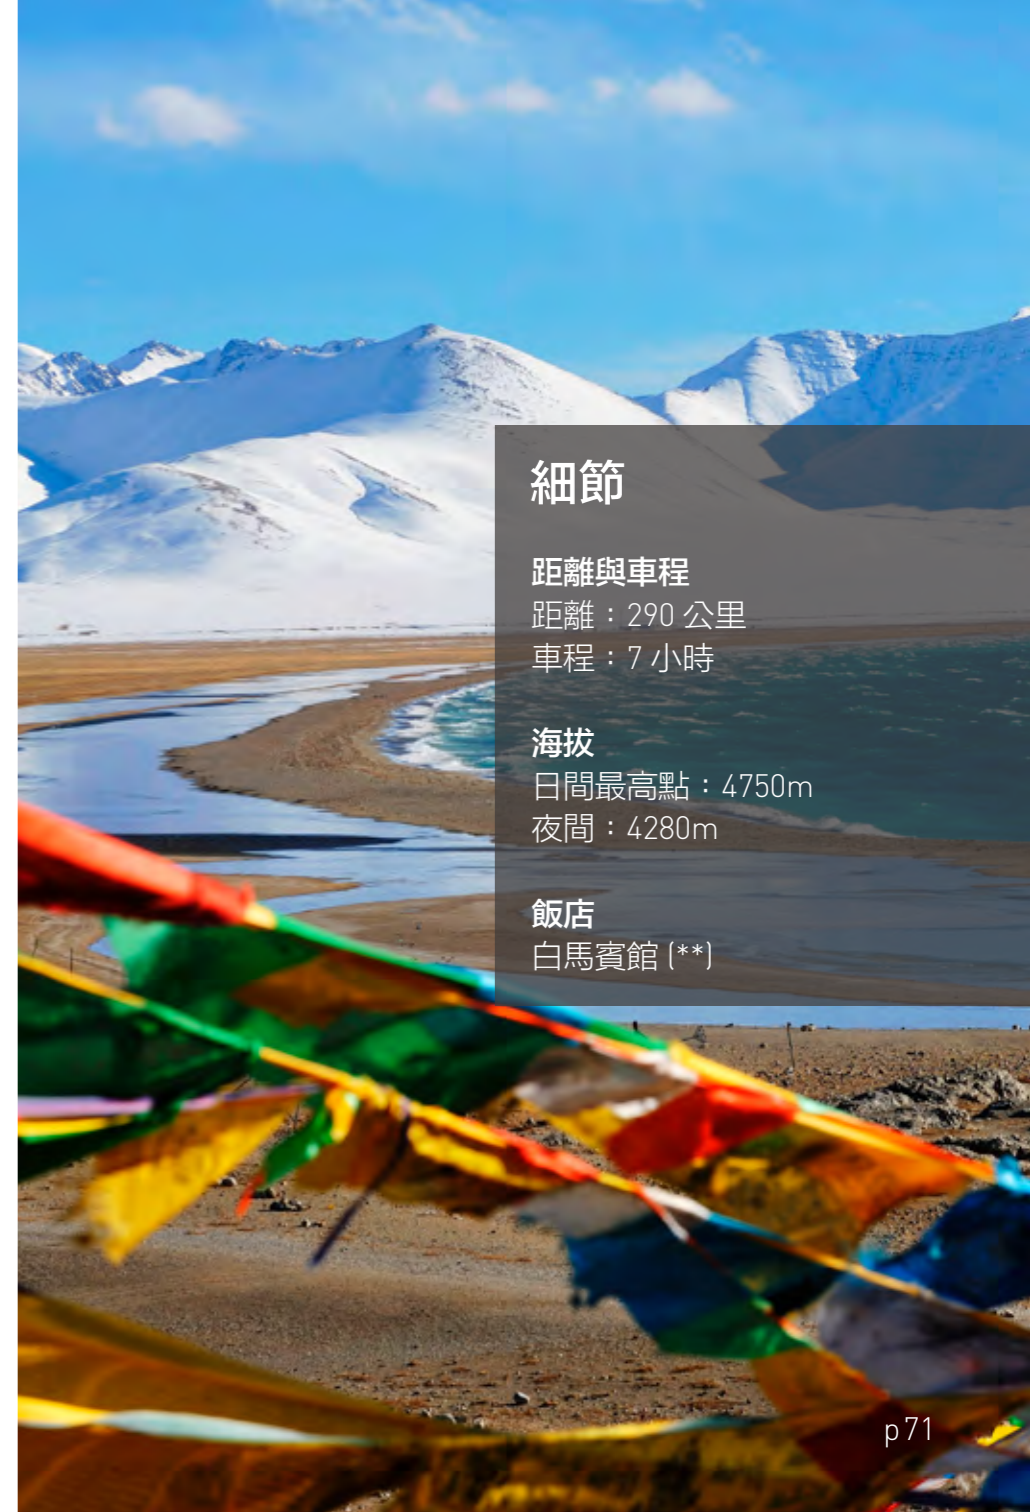 細節
距離與車程
距離：290 公里
車程：7 小時
海拔
日間最高點：4750m
夜間：4280m
飯店
白馬賓館 (**)
p71